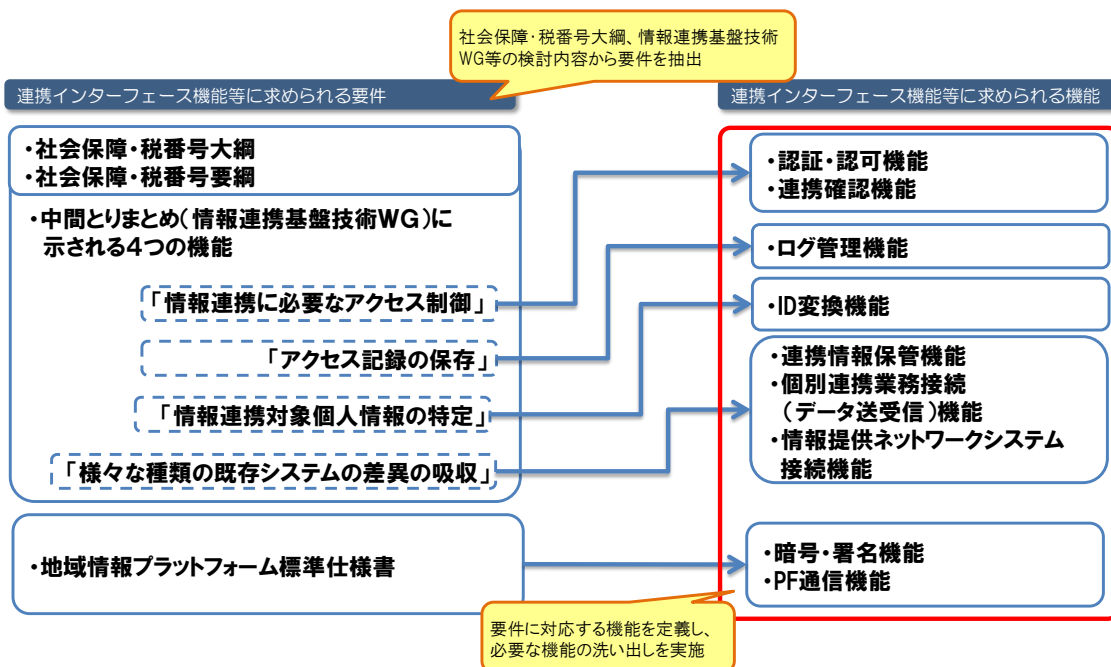 社会保障・税番号大綱、情報連携基盤技術
WG等の検討内容から要件を抽出
連携インターフェース機能等に求められる要件
・社会保障・税番号大綱
・社会保障・税番号要綱
・中間とりまとめ(情報連携基盤技術WG)に
示される4つの機能
「情報連携に必要なアクセス制御」
「アクセス記録の保存」
「情報連携対象個人情報の特定」
「様々な種類の既存システムの差異の吸収」
・地域情報プラットフォーム標準仕様書
連携インターフェース機能等に求められる機能
・認証・認可機能
・連携確認機能
・ログ管理機能
・ID変換機能
・連携情報保管機能
・個別連携業務接続
(データ送受信)機能
・情報提供ネットワークシステム
接続機能
・暗号・署名機能
・PF通信機能
要件に対応する機能を定義し、
必要な機能の洗い出しを実施